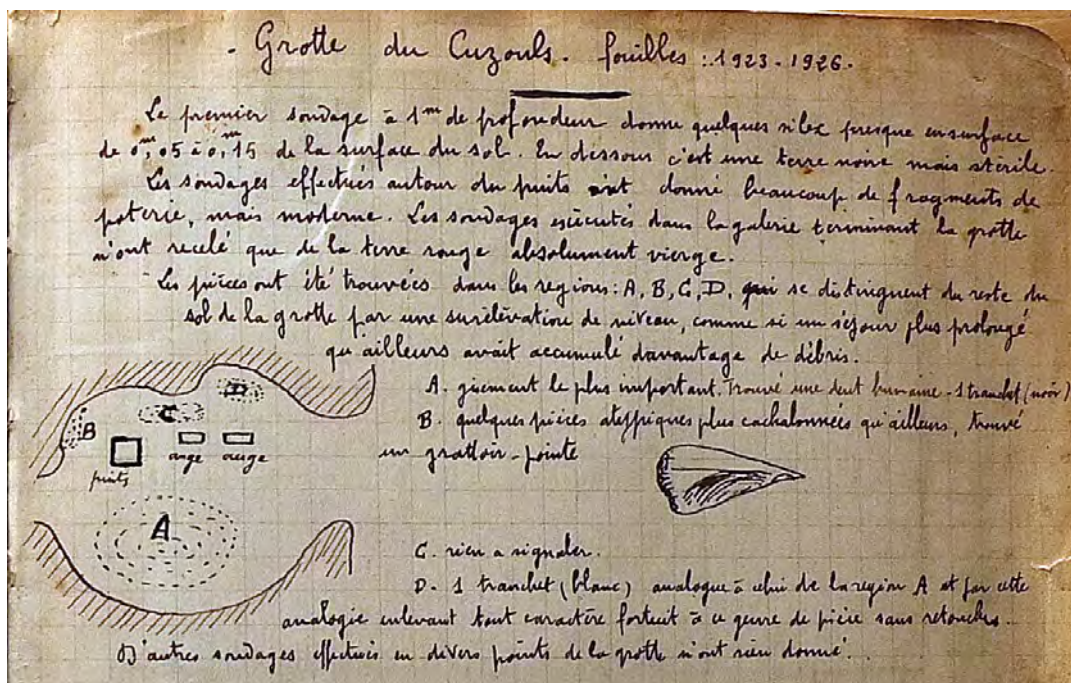 - Grotte du Cuzouls - fouilles : 1923 - 1926 -
Le premier sondage à 1m de profondeur donne quelques silex presque en surface
de 0m,05 à 0m,15 de la surface du sol. En dessous c'est une terre noire mais stérile.
Les sondages effectués autour du puits ont donné beaucoup de fragments de
poterie, mais moderne. Les sondages exécutés dans la galerie terminant la grotte
n'ont recelé que de la terre rouge absolument vierge.
Les pièces ont été trouvées dans les regions : A, B, C, D, qui se distinguent du reste du
sol de la grotte par une surélévation de niveau, comme si un séjour plus prolongé
qu'ailleurs avait accumulé davantage de débris.
A. gisement le plus important. Trouvé une dent humaine - 1 tranchet (noir)
B. quelques pièces atyppiques plus cachalonnées qu'ailleurs, trouvé
un grattoir - pointe
B
C
D
puits
auge
auge
A
C. rien a signaler.
D. 1 tranchet (blanc) analogue à celui de la region A et par cette
analogie enlevant tout caractère fortuit à ce genre de pièce sans retouches..
D'autres sondages effectués en divers points de la grotte n'ont rien donné...